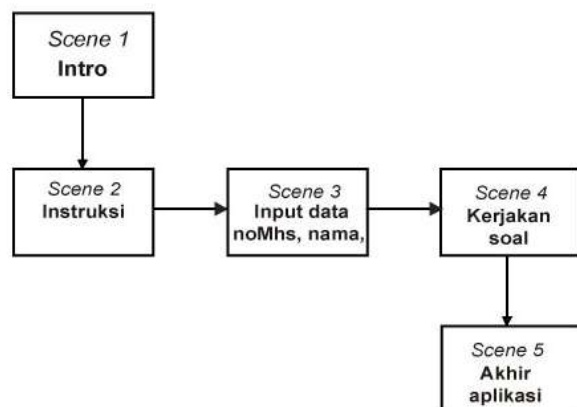 Scene 1
Intro
Scene 2
Instruksi
Scene 3
Input data
noMhs, nama,
Scene 4
Kerjakan
soal
Scene 5
Akhir
aplikasi